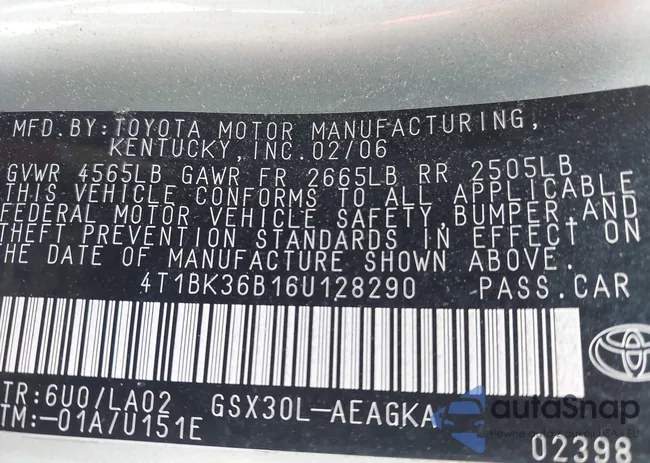 MFD.BY:TOYOTA MOTOR MANUFACTURING,
KENTUCKY,INC.02/06
GVWR 4565LB GAWR FR 2665LB RR 2505LB
THIS VEHICLE CONFORMS TO ALL APPLICABLE
FEDERAL MOTOR VEHICLE SAFETY,BUMPER,AND
THEFT PREVENTION STANDARDS IN EFFECT ON
THE DATE OF MANUFACTURE SHOWN ABOVE.
4T1BK36B16U128290 PASS.CAR
TR:6U0/LA02 GSX30L-AEAGKA
TM:-01A/U151E
02398
autoSnap